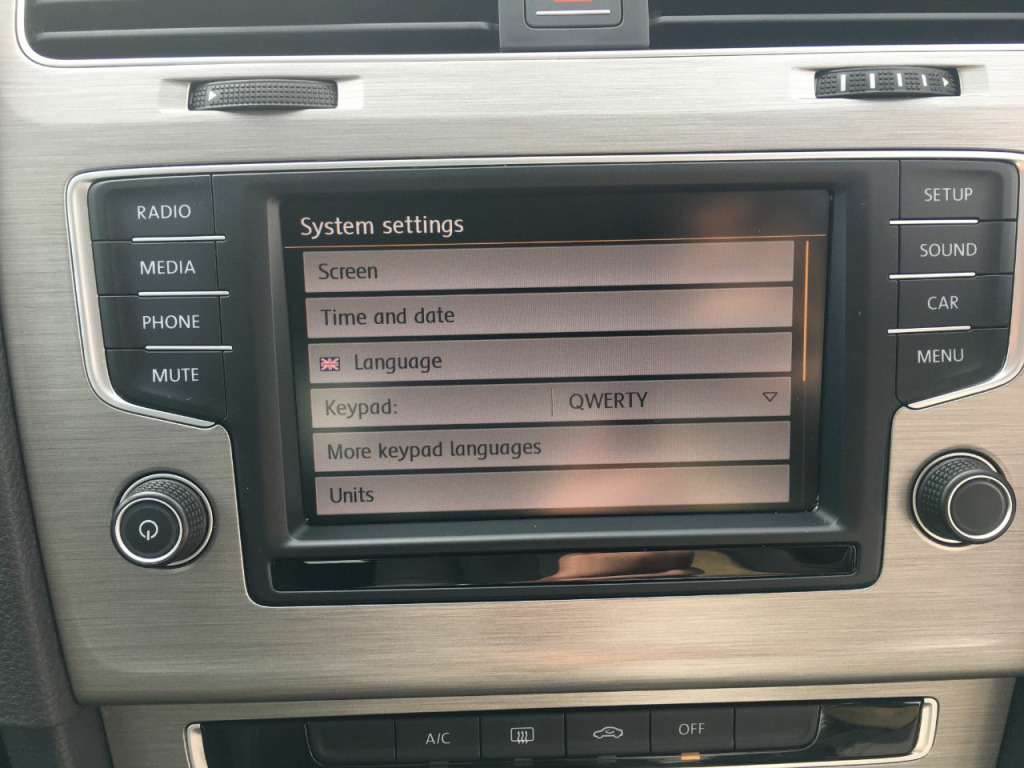 RADIO
MEDIA
PHONE
MUTE
System settings
Screen
Time and date
Language
Keypad: QWERTY
More keypad languages
Units
SETUP
SOUND
CAR
MENU
A/C
OFF